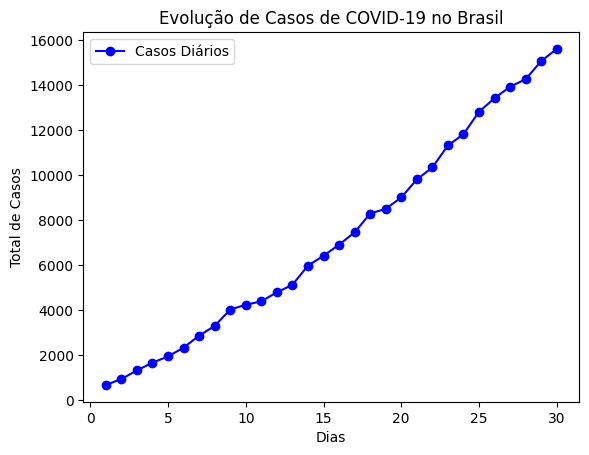 Evolução de Casos de COVID-19 no Brasil
Casos Diários
Total de Casos
16000
14000
12000
10000
8000
6000
4000
2000
0
0 5 10 15 20 25 30
Dias